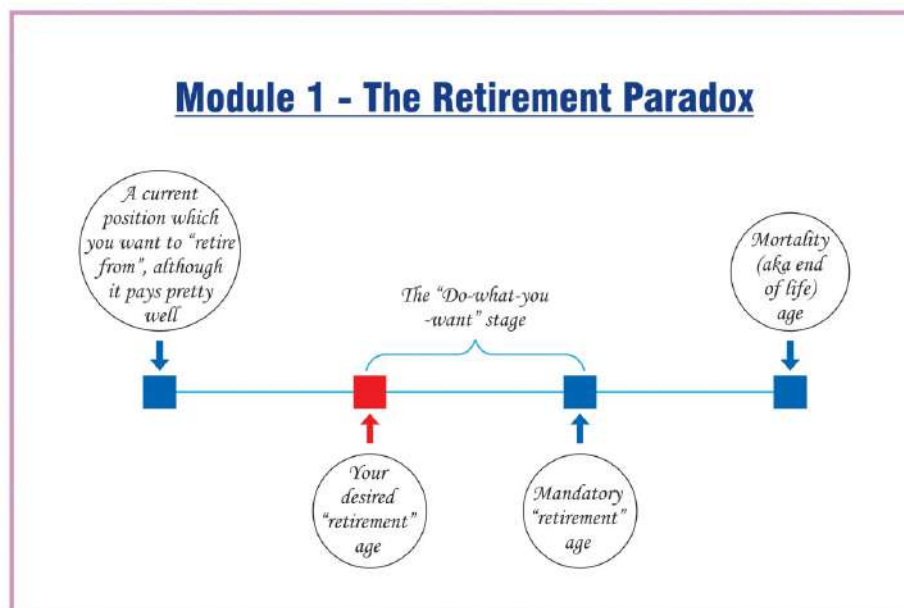 Module 1 - The Retirement Paradox
A current
position which
you want to “retire
from”, although
it pays pretty
well
The “Do-what-you
-want” stage
Mortality
(aka end
of life)
age
Your
desired
“retirement”
age
Mandatory
“retirement”
age